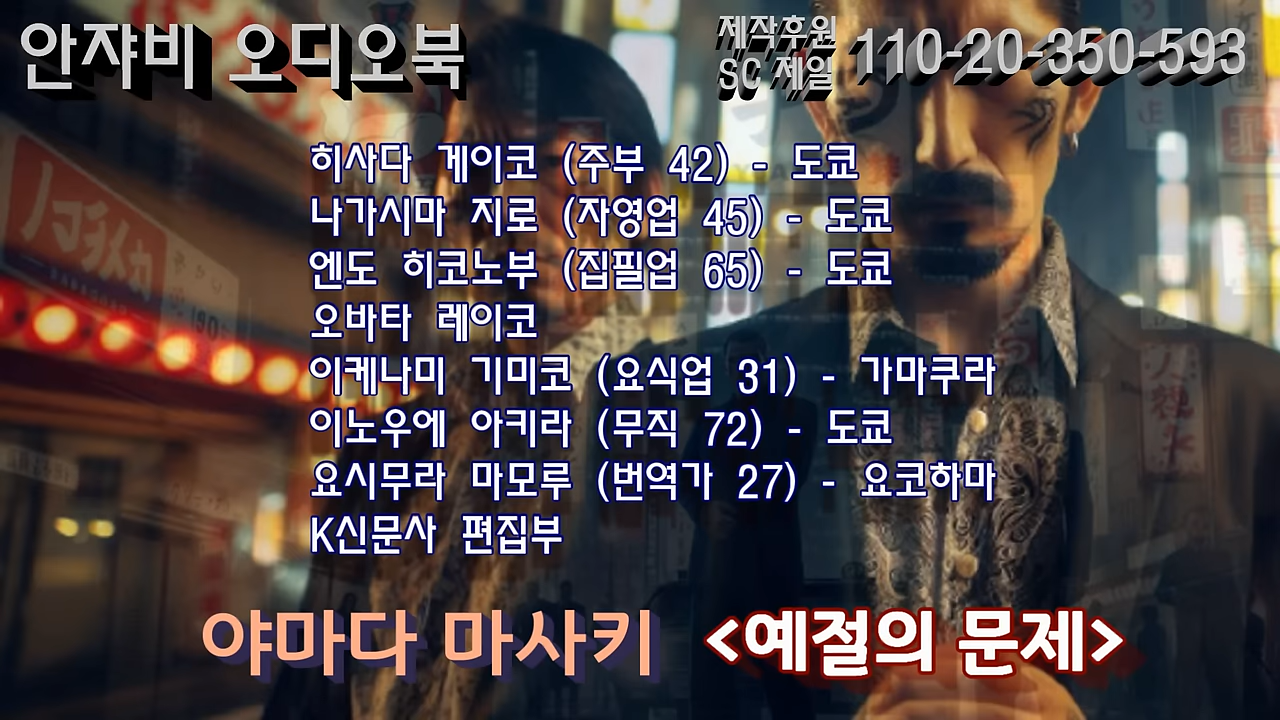 안쟈비 오디오북
제작후원
SC 제일
110-20-350-593
히사다 게이코 (주부 42) - 도쿄
나가시마 지로 (자영업 45) - 도쿄
엔도 히코노부 (집필업 65) - 도쿄
오바타 레이코
이케나미 기미코 (요식업 31) - 가마쿠라
이노우에 아키라 (무직 72) - 도쿄
요시무라 마모루 (번역가 27) - 요코하마
K신문사 편집부
야마다 마사키 <예절의 문제>